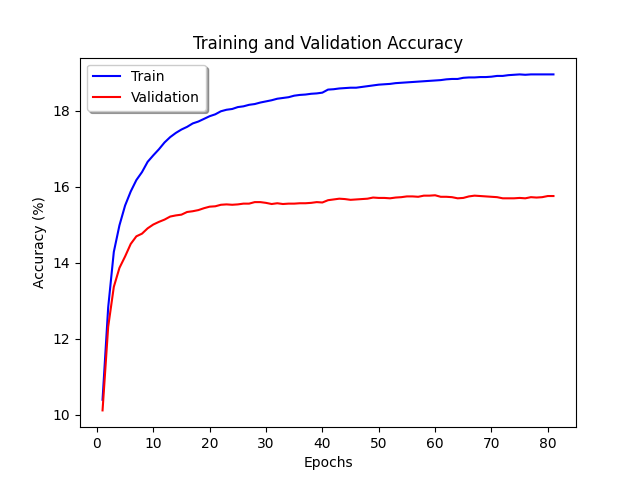 Training and Validation Accuracy
Train
Validation
18
16
14
12
10
Accuracy (%)
0 10 20 30 40 50 60 70 80
Epochs